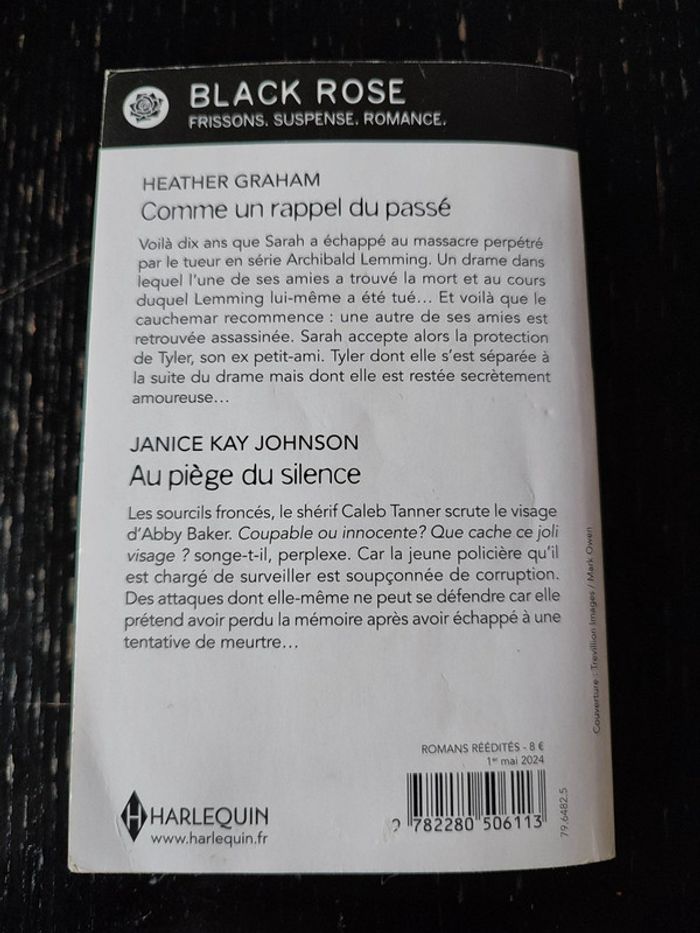 BLACK ROSE
FRISSONS. SUSPENSE. ROMANCE.
HEATHER GRAHAM
Comme un rappel du passé
Voilà dix ans que Sarah a échappé au massacre perpétré
par le tueur en série Archibald Lemming. Un drame dans
lequel l'une de ses amies a trouvé la mort et au cours
duquel Lemming lui-même a été tué… Et voilà que le
cauchemar recommence : une autre de ses amies est
retrouvée assassinée. Sarah accepte alors la protection
de Tyler, son ex petit-ami. Tyler dont elle s'est séparée à
la suite du drame mais dont elle est restée secrètement
amoureuse…
JANICE KAY JOHNSON
Au piège du silence
Les sourcils froncés, le shérif Caleb Tanner scrute le visage
d'Abby Baker. Coupable ou innocente? Que cache ce joli
visage ? songe-t-il, perplexe. Car la jeune policière qu'il
est chargé de surveiller est soupçonnée de corruption.
Des attaques dont elle-même ne peut se défendre car elle
prétend avoir perdu la mémoire après avoir échappé à une
tentative de meurtre…
Couverture : Trevillion Images / Mark Owen
ROMANS RÉÉDITÉS - 8 €
1er mai 2024
9 782280 506113
79.6482.5
H HARLEQUIN
www.harlequin.fr